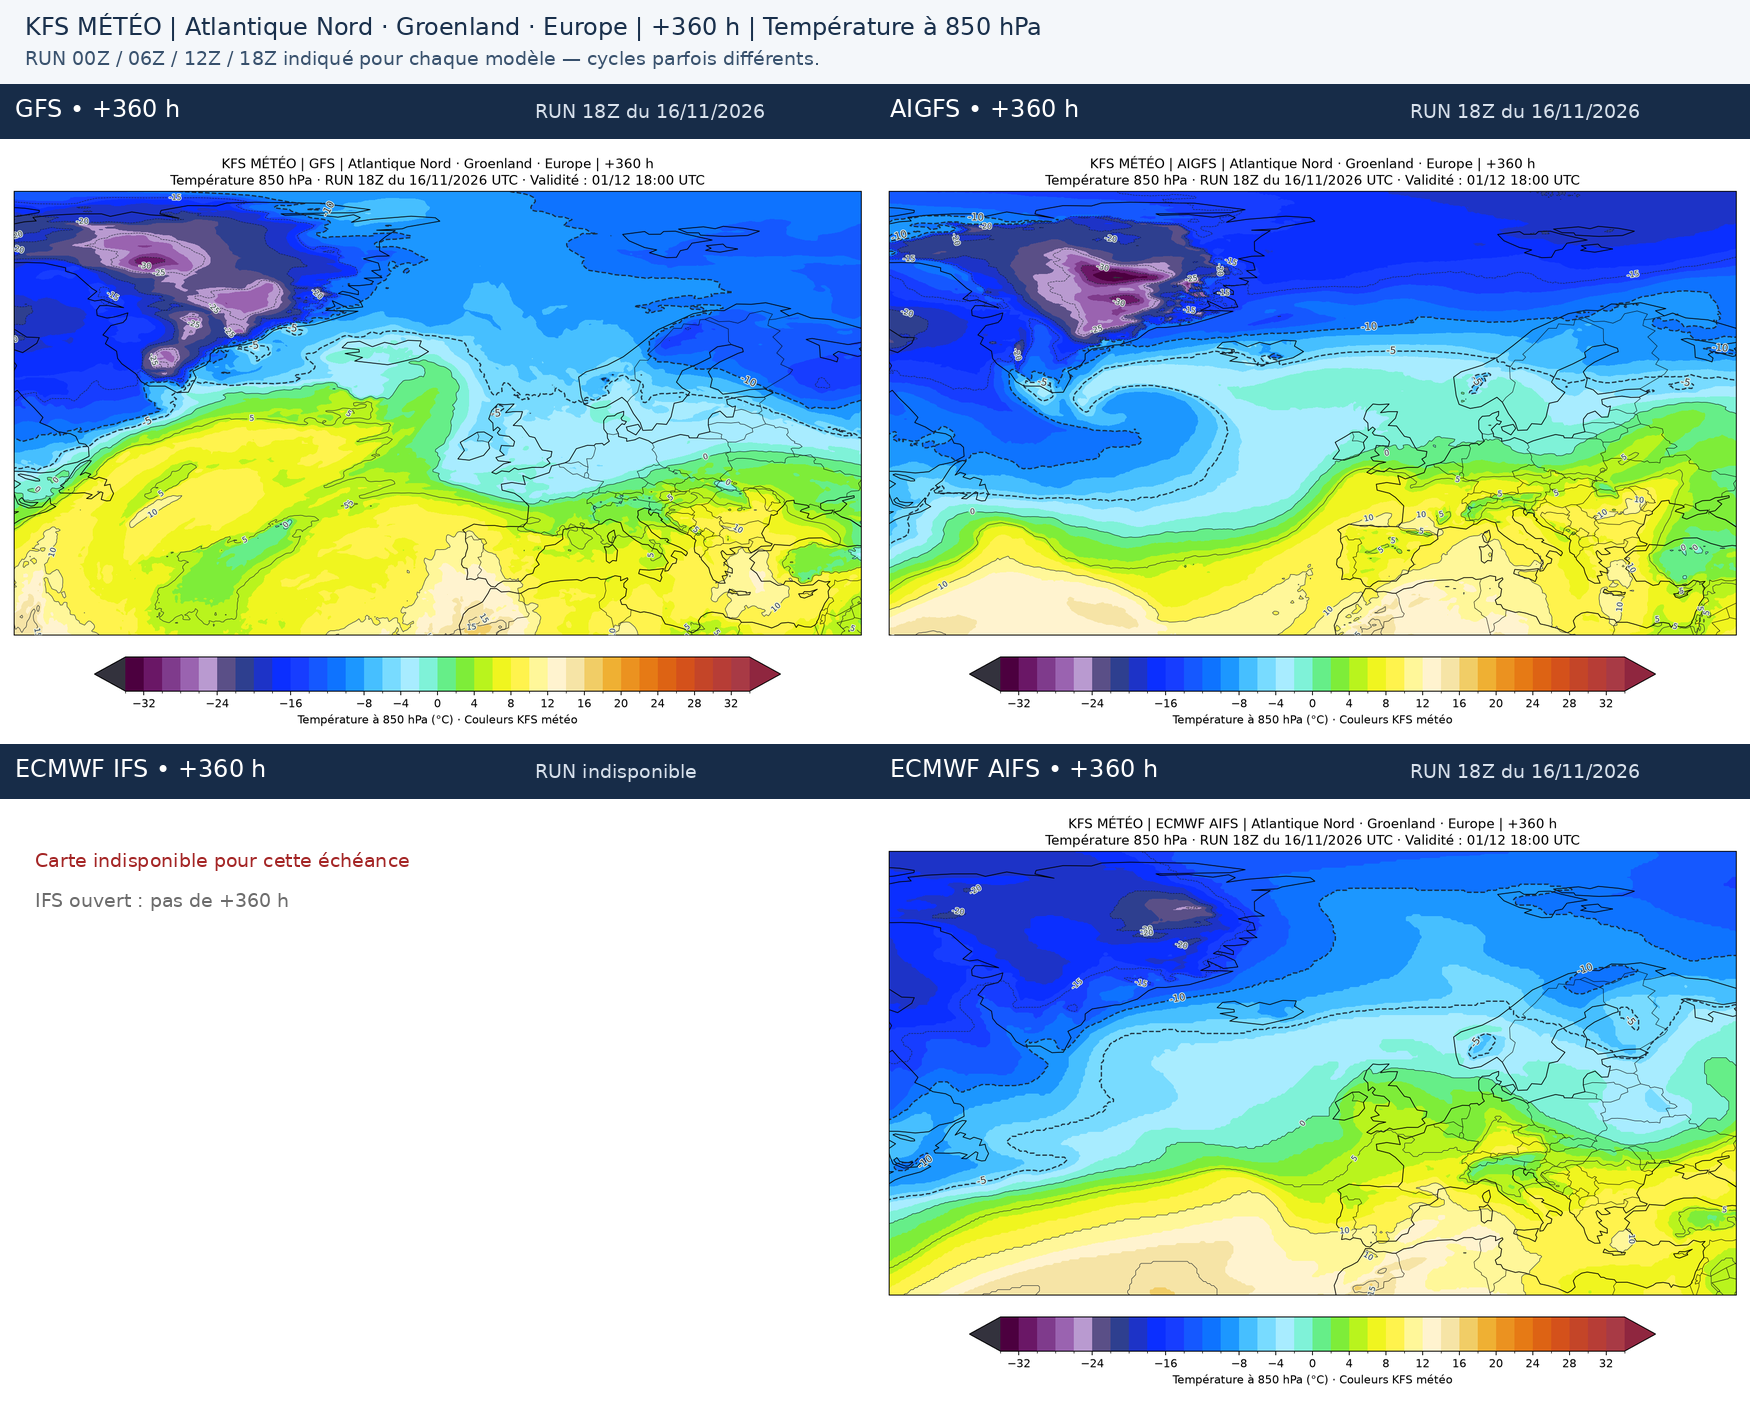 KFS MÉTÉO | Atlantique Nord · Groenland · Europe | +360 h | Température à 850 hPa
RUN 00Z / 06Z / 12Z / 18Z indiqué pour chaque modèle — cycles parfois différents.
GFS • +360 h
RUN 18Z du 16/11/2026
KFS MÉTÉO | GFS | Atlantique Nord · Groenland · Europe | +360 h
Température 850 hPa · RUN 18Z du 16/11/2026 UTC · Validité : 01/12 18:00 UTC
−32 −24 −16 −8 −4 0 4 8 12 16 20 24 28 32
Température à 850 hPa (°C) · Couleurs KFS météo
AIGFS • +360 h
RUN 18Z du 16/11/2026
KFS MÉTÉO | AIGFS | Atlantique Nord · Groenland · Europe | +360 h
Température 850 hPa · RUN 18Z du 16/11/2026 UTC · Validité : 01/12 18:00 UTC
−32 −24 −16 −8 −4 0 4 8 12 16 20 24 28 32
Température à 850 hPa (°C) · Couleurs KFS météo
ECMWF IFS • +360 h
RUN indisponible
Carte indisponible pour cette échéance
IFS ouvert : pas de +360 h
ECMWF AIFS • +360 h
RUN 18Z du 16/11/2026
KFS MÉTÉO | ECMWF AIFS | Atlantique Nord · Groenland · Europe | +360 h
Température 850 hPa · RUN 18Z du 16/11/2026 UTC · Validité : 01/12 18:00 UTC
−32 −24 −16 −8 −4 0 4 8 12 16 20 24 28 32
Température à 850 hPa (°C) · Couleurs KFS météo